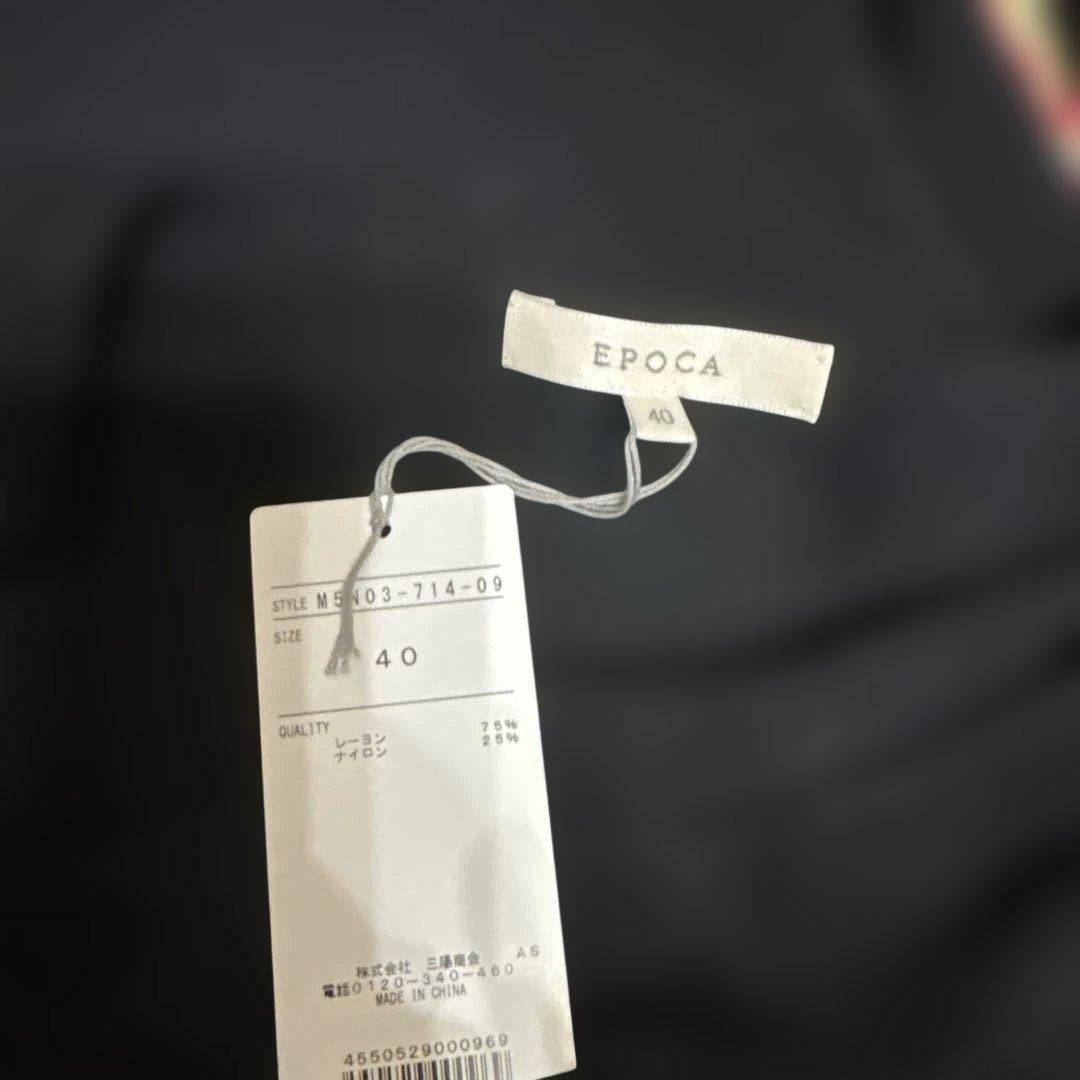 EPOCA
40
STYLE M5N03-714-09
SIZE
40
QUALITY
レーヨン 75%
ナイロン 25%
株式会社 三陽商会 AS
電話0120-340-460
MADE IN CHINA
4550529000969